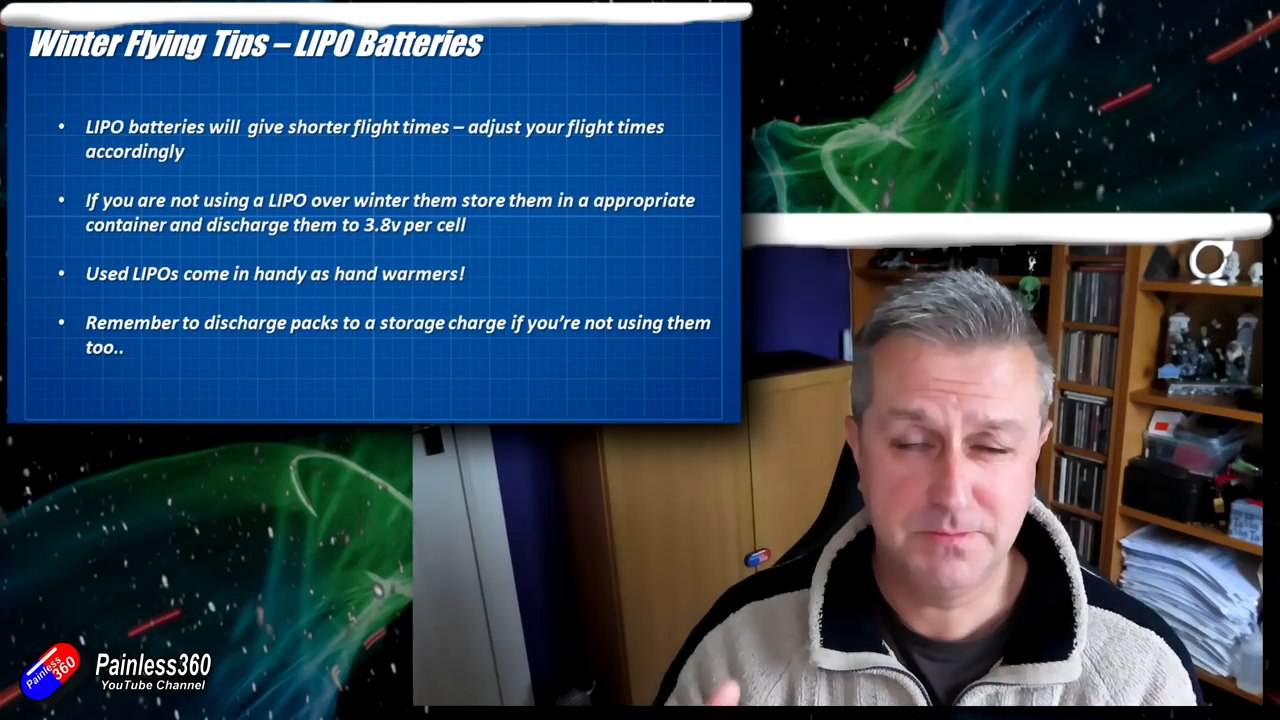 Winter Flying Tips – LIPO Batteries
• LIPO batteries will give shorter flight times – adjust your flight times
accordingly
• If you are not using a LIPO over winter them store them in a appropriate
container and discharge them to 3.8v per cell
• Used LIPOs come in handy as hand warmers!
• Remember to discharge packs to a storage charge if you're not using them
too..
Painless
360
Painless360
YouTube Channel